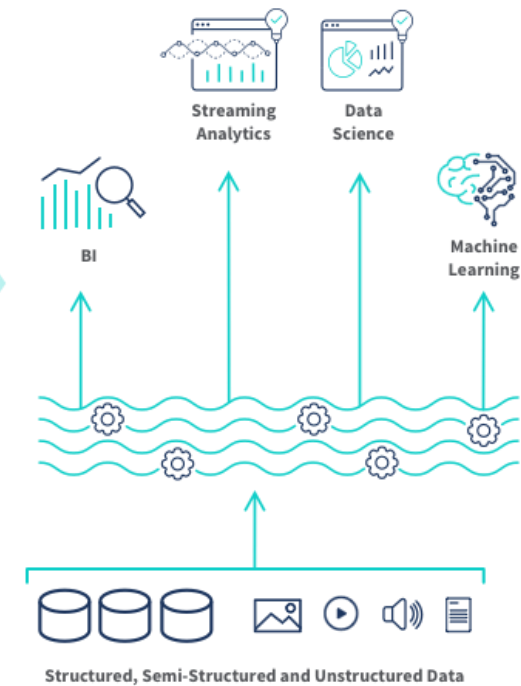 Streaming
Analytics
Data
Science
BI
Machine
Learning
Structured, Semi-Structured and Unstructured Data